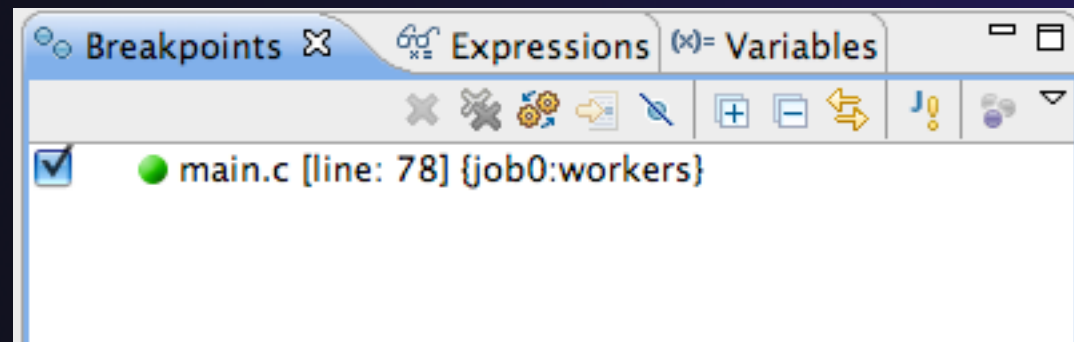 Breakpoints Expressions (x)= Variables
main.c [line: 78] {job0:workers}